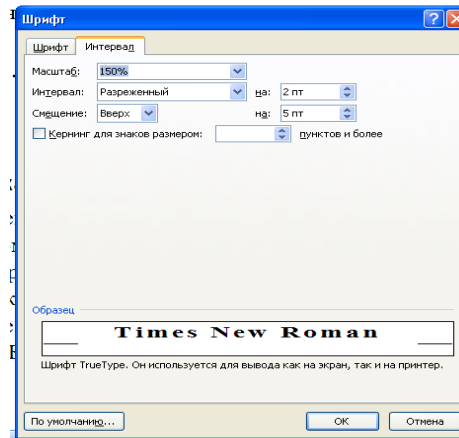 Шрифт
Шрифт Интервал
Масштаб: 150%
Интервал: Разреженный на: 2 пт
Смещение: Вверх на: 5 пт
Кернинг для знаков размером: пунктов и более
Образец
Times New Roman
Шрифт TrueType. Он используется для вывода как на экран, так и на принтер.
По умолчанию... ОК Отмена